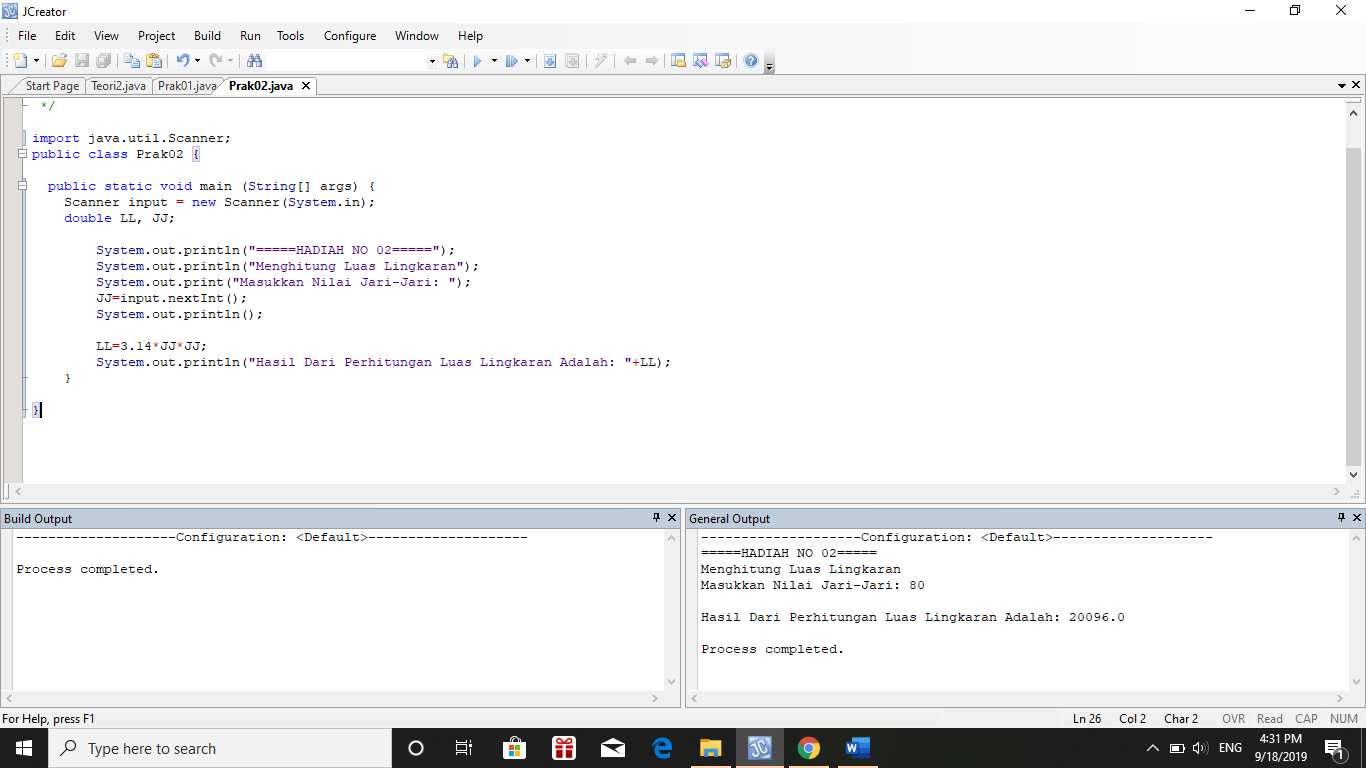 JCreator
File Edit View Project Build Run Tools Configure Window Help
Start Page Teori2.java Prak01.java Prak02.java
*/
import java.util.Scanner;
public class Prak02 {
public static void main (String[] args) {
Scanner input = new Scanner(System.in);
double LL, JJ;
System.out.println("=====HADIAH NO 02=====");
System.out.println("Menghitung Luas Lingkaran");
System.out.print("Masukkan Nilai Jari-Jari: ");
JJ=input.nextInt();
System.out.println();
LL=3.14*JJ*JJ;
System.out.println("Hasil Dari Perhitungan Luas Lingkaran Adalah: "+LL);
}
}
Build Output
--------------------Configuration: <Default>--------------------
Process completed.
General Output
--------------------Configuration: <Default>--------------------
=====HADIAH NO 02=====
Menghitung Luas Lingkaran
Masukkan Nilai Jari-Jari: 80
Hasil Dari Perhitungan Luas Lingkaran Adalah: 20096.0
Process completed.
For Help, press F1
Ln 26 Col 2 Char 2 OVR Read CAP NUM
Type here to search
ENG
4:31 PM
9/18/2019
1